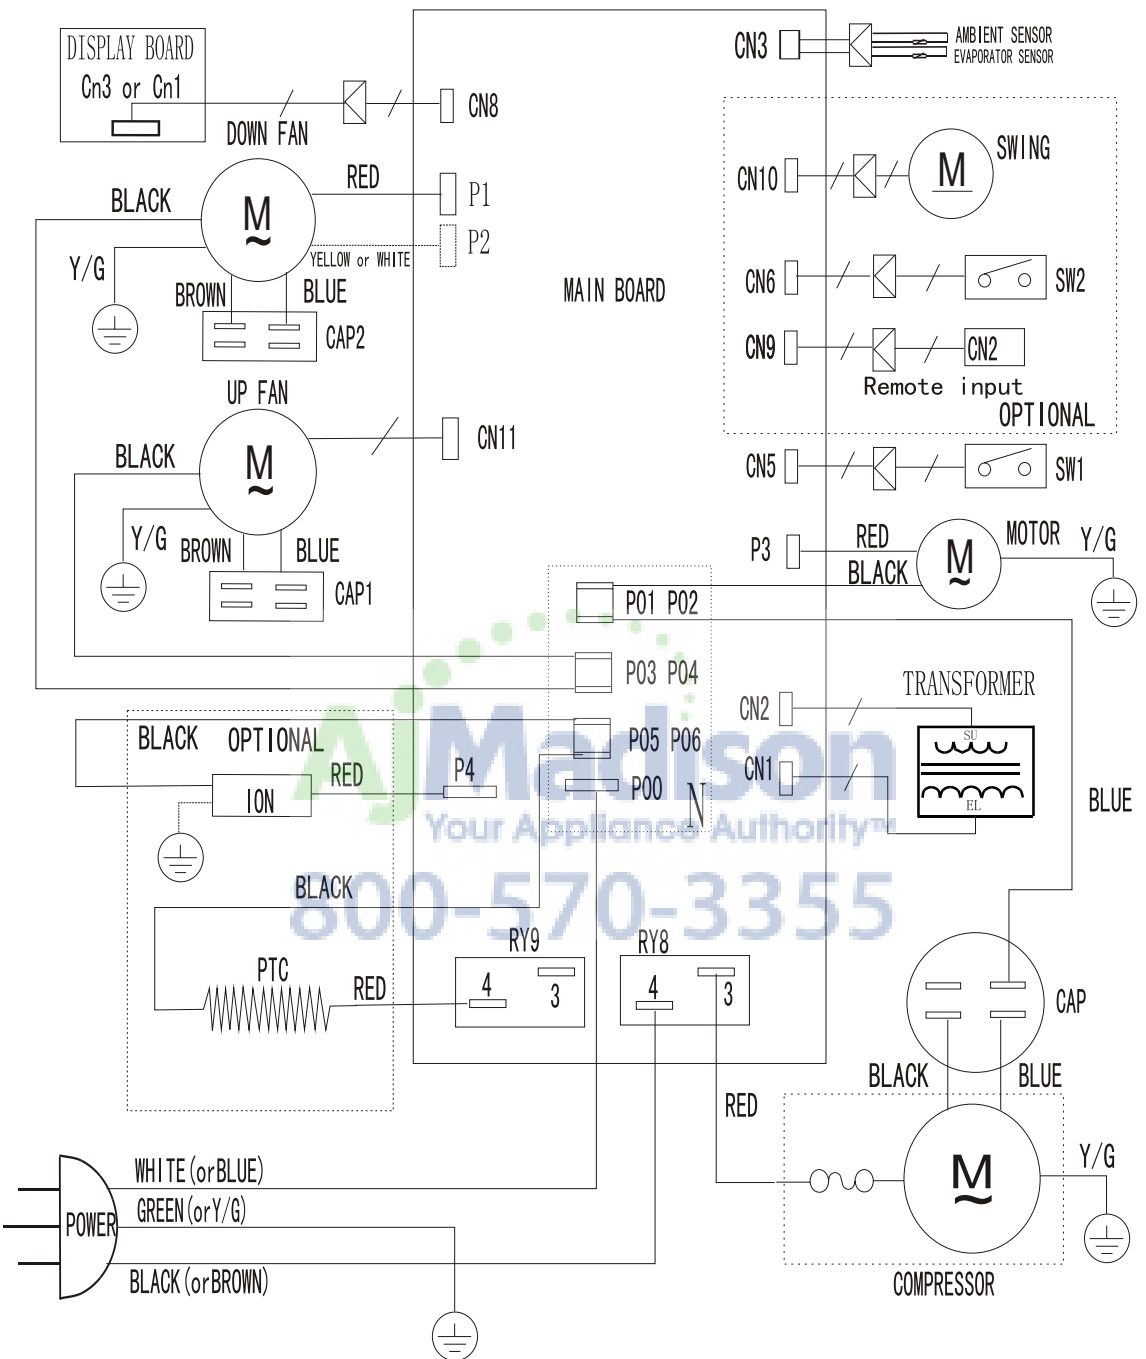 DISPLAY BOARD
Cn3 or Cn1
CN8
CN3
AMBIENT SENSOR
EVAPORATOR SENSOR
DOWN FAN
BLACK
M
~
RED
P1
P2
YELLOW or WHITE
Y/G
BROWN
BLUE
CAP2
MAIN BOARD
CN10
M
SWING
CN6
SW2
CN9
CN2
Remote input
OPTIONAL
UP FAN
BLACK
M
~
CN11
Y/G
BROWN
BLUE
CAP1
CN5
SW1
P3
RED
BLACK
M
~
MOTOR
Y/G
P01 P02
P03 P04
P05 P06
P00
N
CN2
CN1
TRANSFORMER
SU
EL
BLUE
BLACK
OPTIONAL
ION
RED
P4
AjMadison
Your Appliance Authority™
800-570-3355
BLACK
PTC
RED
RY9
4
3
RY8
4
3
CAP
BLACK
BLUE
RED
M
~
Y/G
COMPRESSOR
POWER
WHITE(orBLUE)
GREEN(orY/G)
BLACK(orBROWN)